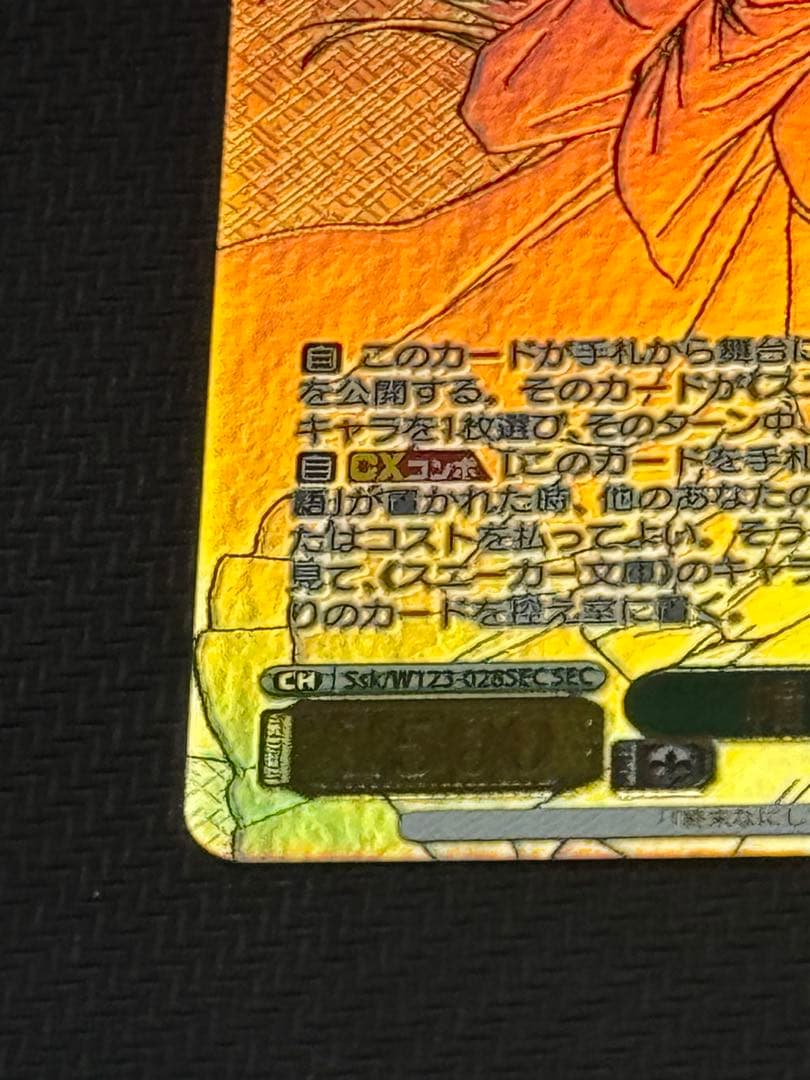 自 このカードが手札から舞台に
を公開する。そのカードが《ス
キャラを1枚選び、そのターン中、
自 CXコンボ 「このカードを手札
語」が置かれた時、他のあなたの
たはコストを払ってよい。そう
見て、《スニーカー文庫》のキャラ
りのカードを控え室に置く。
CH Ssk/W123-028SEC SEC